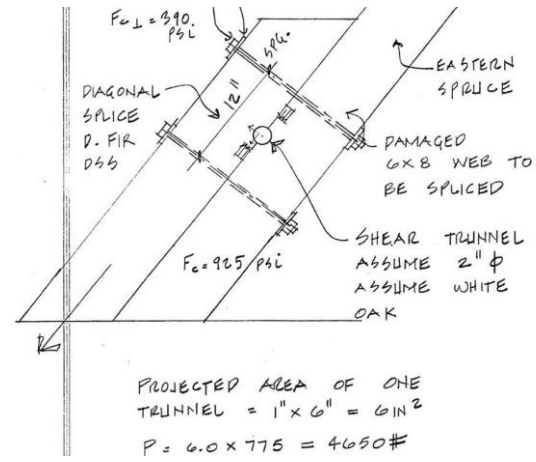 Fc⊥ = 390
psi
SPG.
12"
EASTERN
SPRUCE
DIAGONAL
SPLICE
D. FIR
DSS
DAMAGED
6X8 WEB TO
BE SPLICED
Fc = 925 psi
SHEAR TRUNNEL
ASSUME 2" φ
ASSUME WHITE
OAK
PROJECTED AREA OF ONE
TRUNNEL = 1" x 6" = 6 IN²
P = 6.0 x 775 = 4650#